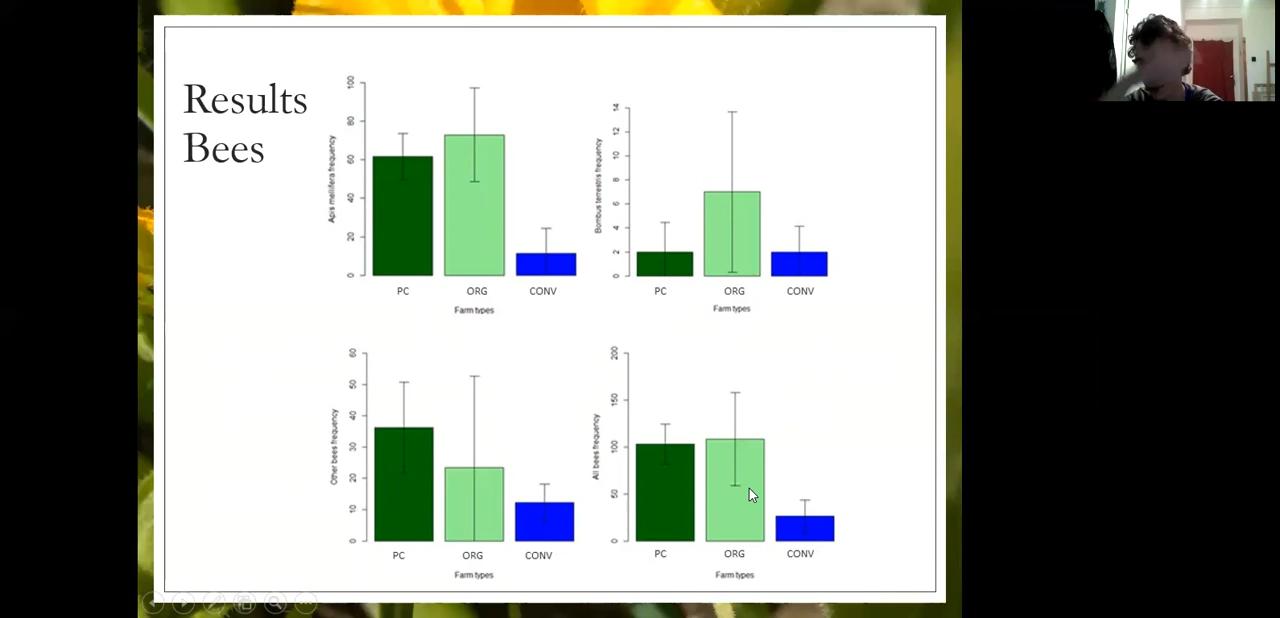 Results
Bees
Apis mellifera frequency
0
20
40
60
80
100
PC
ORG
CONV
Farm types
Bombus terrestris frequency
0
2
4
6
8
10
12
14
PC
ORG
CONV
Farm types
Other bees frequency
0
10
20
30
40
50
60
PC
ORG
CONV
Farm types
All bees frequency
0
50
100
150
200
PC
ORG
CONV
Farm types